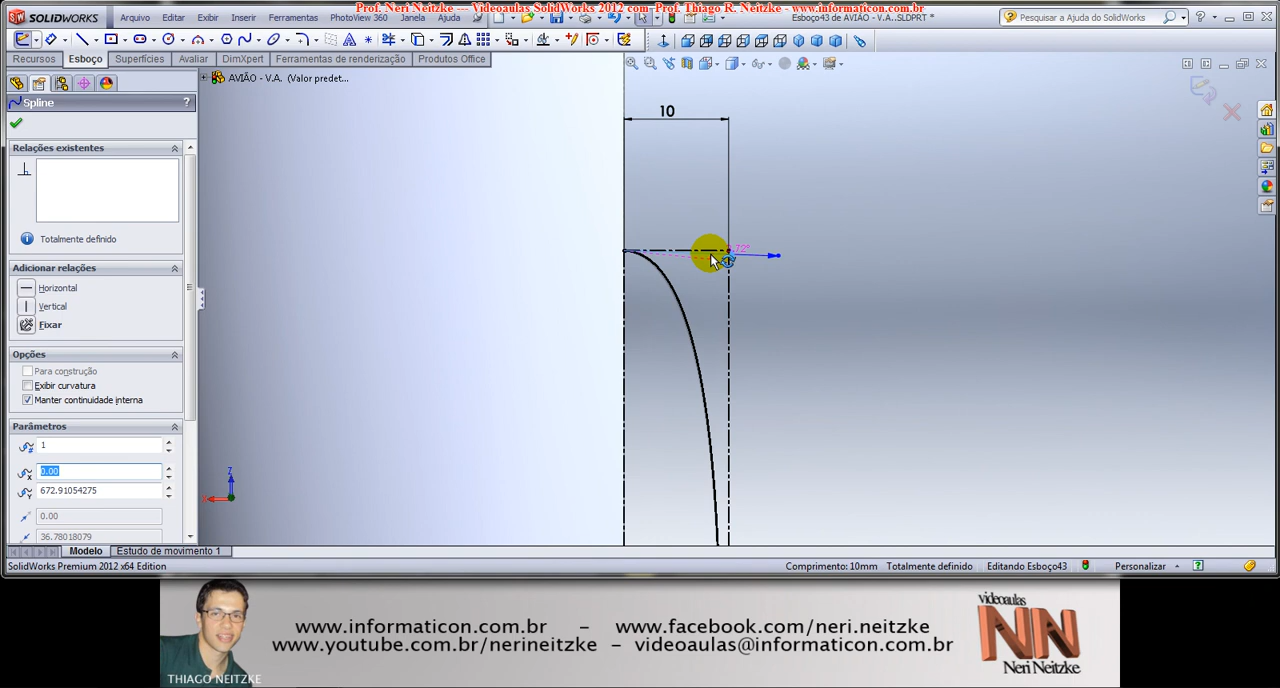 Prof. Neri Neitzke --- Videoaulas SolidWorks 2012 com Prof. Thiago R. Neitzke - www.informaticon.com.br
SOLIDWORKS Arquivo Editar Exibir Inserir Ferramentas PhotoView 360 Janela Ajuda Esboço43 de AVIÃO - V.A..SLDPRT * Pesquisar a Ajuda do SolidWorks
Recursos Esboço Superfícies Avaliar DimXpert Ferramentas de renderização Produtos Office
AVIÃO - V.A. (Valor predet...
Spline ?
Relações existentes
Totalmente definido
Adicionar relações
Horizontal
Vertical
Fixar
Opções
Para construção
Exibir curvatura
Manter continuidade interna
Parâmetros
1
0.00
672.91054275
0.00
36.78018079
10
Z
Modelo Estudo de movimento 1
SolidWorks Premium 2012 x64 Edition Comprimento: 10mm Totalmente definido Editando Esboço43 Personalizar
www.informaticon.com.br - www.facebook.com/neri.neitzke
www.youtube.com.br/nerineitzke - videoaulas@informaticon.com.br
THIAGO NEITZKE
videoaulas
NN
Neri Neitzke